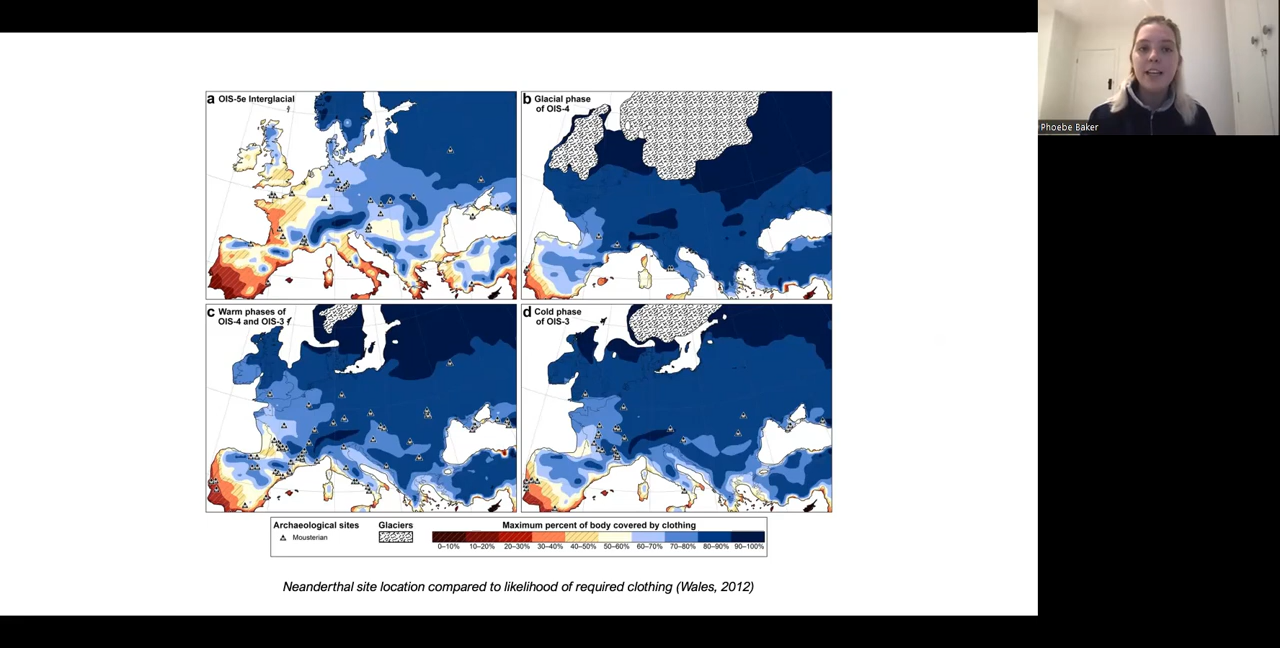 a OIS-5e Interglacial
b Glacial phase
of OIS-4
c Warm phases of
OIS-4 and OIS-3
d Cold phase
of OIS-3
Archaeological sites
Mousterian
Glaciers
Maximum percent of body covered by clothing
0–10% 10–20% 20–30% 30–40% 40–50% 50–60% 60–70% 70–80% 80–90% 90–100%
Neanderthal site location compared to likelihood of required clothing (Wales, 2012)
Phoebe Baker